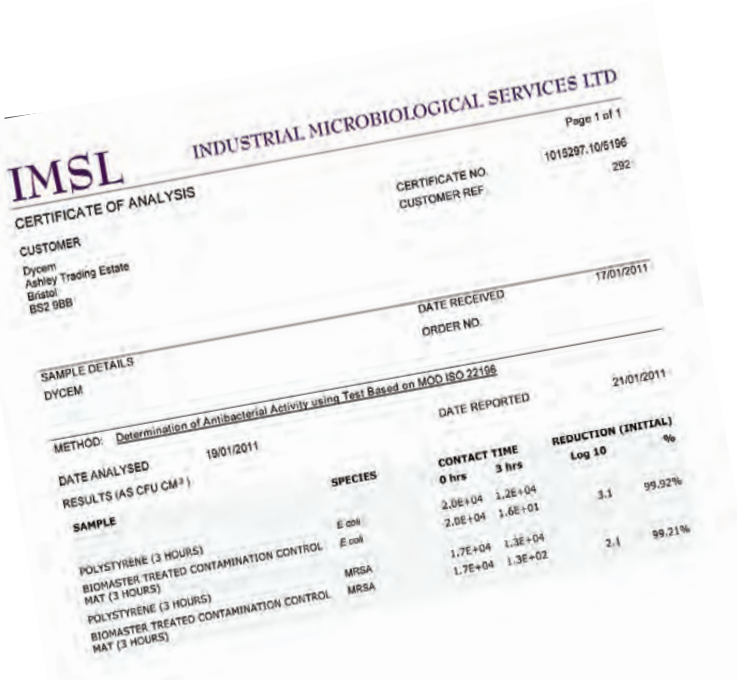 IMSL INDUSTRIAL MICROBIOLOGICAL SERVICES LTD
Page 1 of 1
CERTIFICATE OF ANALYSIS
CERTIFICATE NO. 1015297.10/5196
CUSTOMER REF 292
CUSTOMER
Dycem
Ashley Trading Estate
Bristol
BS2 9BB
DATE RECEIVED 17/01/2011
ORDER NO.
SAMPLE DETAILS
DYCEM
METHOD: Determination of Antibacterial Activity using Test Based on MOD ISO 22196
DATE REPORTED 21/01/2011
DATE ANALYSED 19/01/2011
RESULTS (AS CFU CM²)
CONTACT TIME REDUCTION (INITIAL)
SAMPLE SPECIES 0 hrs 3 hrs Log 10 %
POLYSTYRENE (3 HOURS) E coli 2.0E+04 1.2E+04
BIOMASTER TREATED CONTAMINATION CONTROL E coli 2.0E+04 1.6E+01 3.1 99.92%
MAT (3 HOURS)
POLYSTYRENE (3 HOURS) MRSA 1.7E+04 1.3E+04
BIOMASTER TREATED CONTAMINATION CONTROL MRSA 1.7E+04 1.3E+02 2.1 99.21%
MAT (3 HOURS)